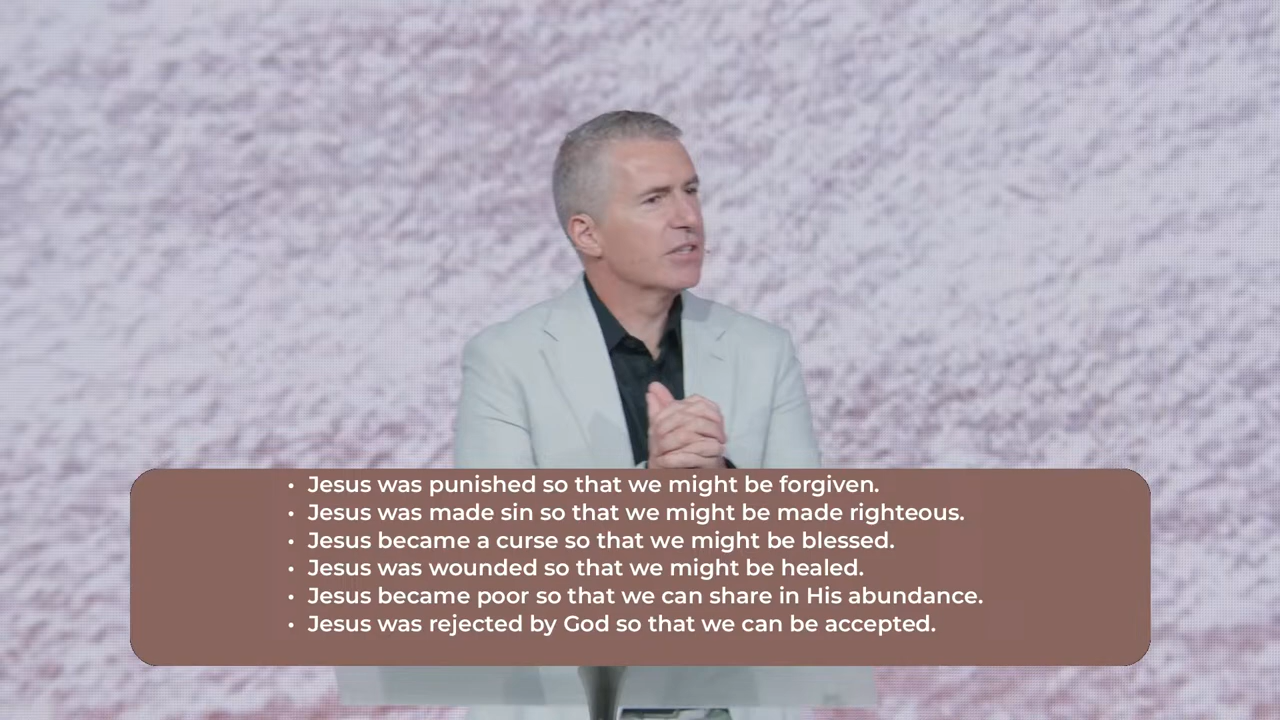 • Jesus was punished so that we might be forgiven.
• Jesus was made sin so that we might be made righteous.
• Jesus became a curse so that we might be blessed.
• Jesus was wounded so that we might be healed.
• Jesus became poor so that we can share in His abundance.
• Jesus was rejected by God so that we can be accepted.